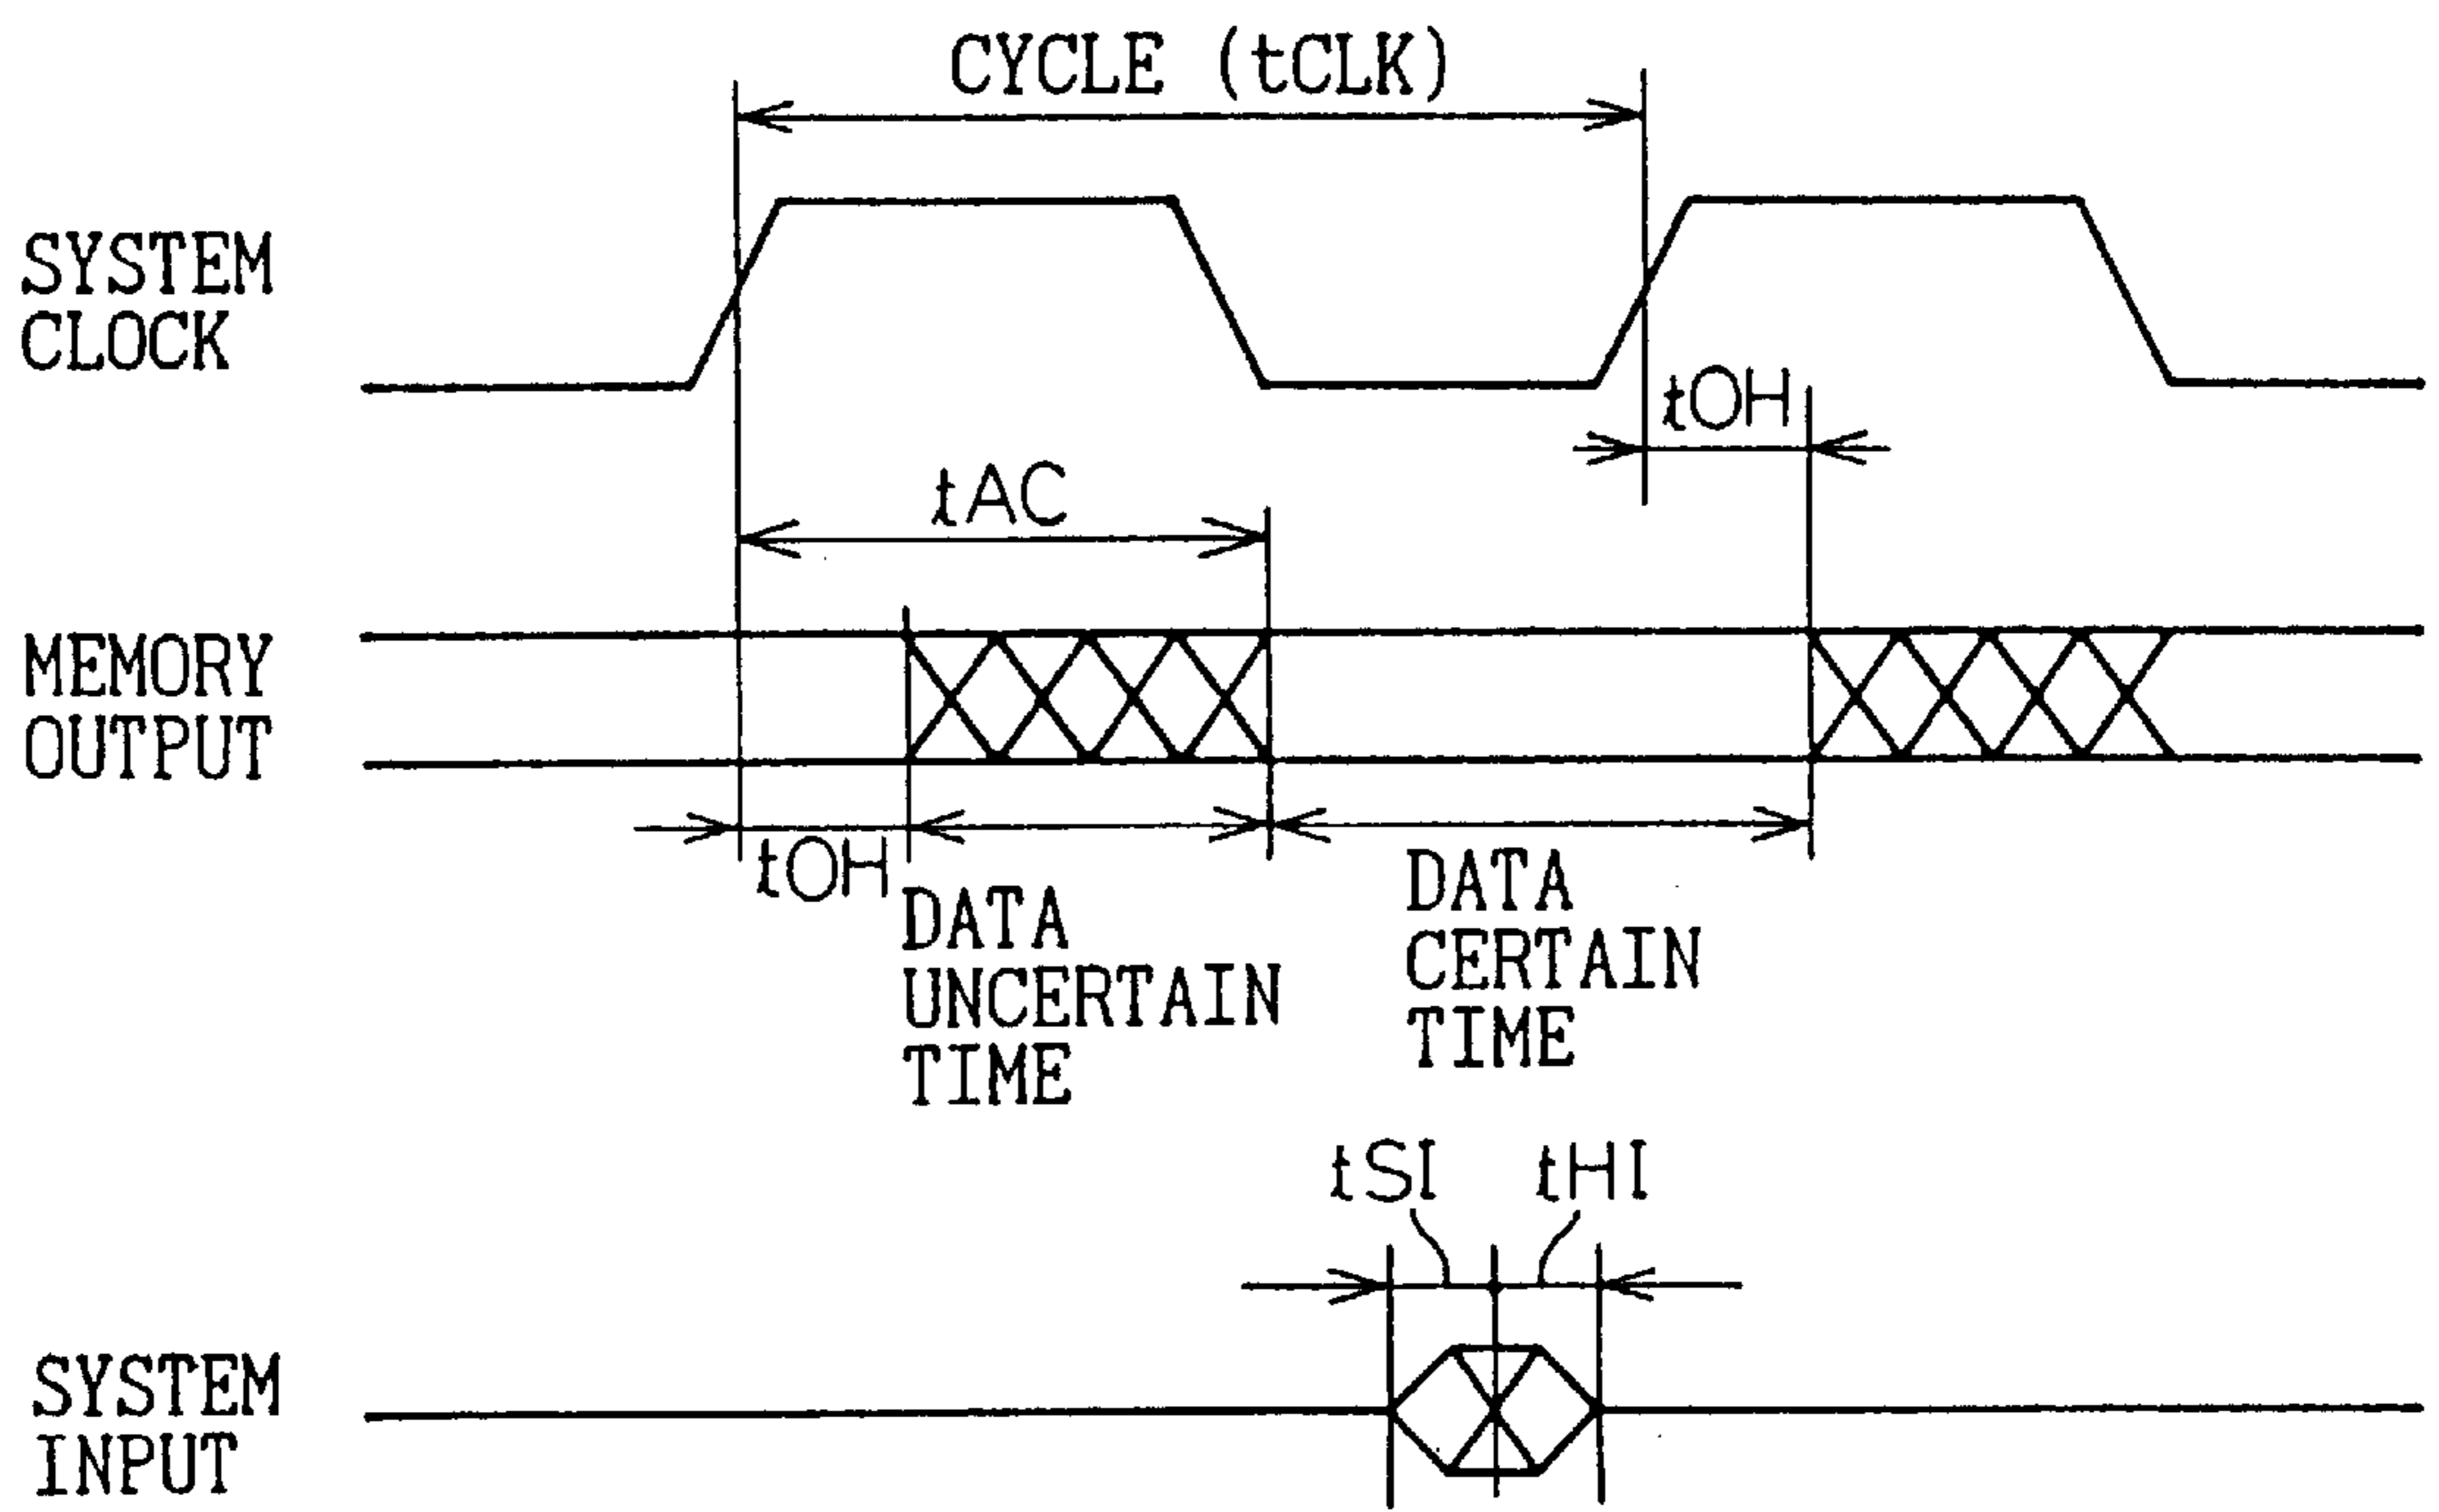 CYCLE (tCLK)
SYSTEM
CLOCK
tOH
tAC
MEMORY
OUTPUT
tOH
DATA
UNCERTAIN
TIME
DATA
CERTAIN
TIME
tSI
tHI
SYSTEM
INPUT